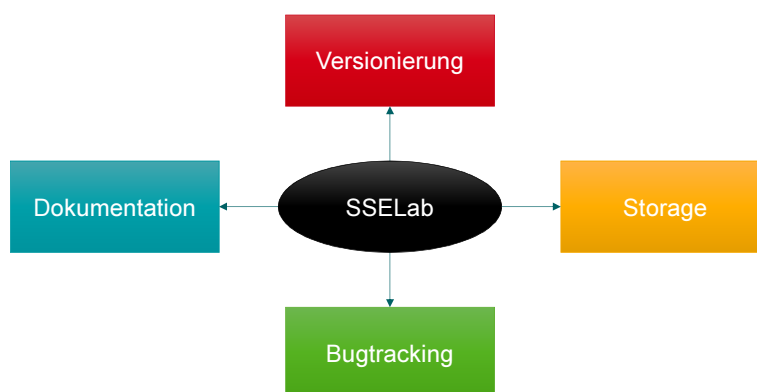 Versionierung
Dokumentation
SSELab
Storage
Bugtracking